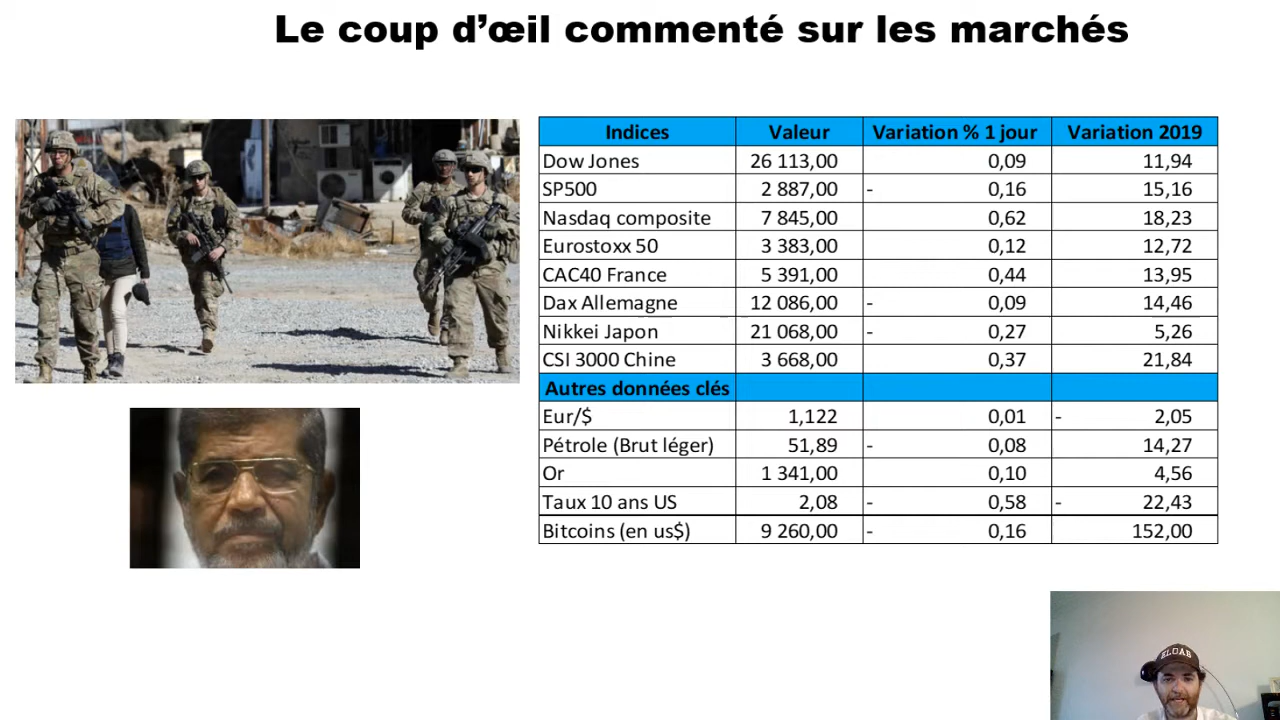 Le coup d’œil commenté sur les marchés
Indices Valeur Variation % 1 jour Variation 2019
Dow Jones 26 113,00 0,09 11,94
SP500 2 887,00 - 0,16 15,16
Nasdaq composite 7 845,00 0,62 18,23
Eurostoxx 50 3 383,00 0,12 12,72
CAC40 France 5 391,00 0,44 13,95
Dax Allemagne 12 086,00 - 0,09 14,46
Nikkei Japon 21 068,00 - 0,27 5,26
CSI 3000 Chine 3 668,00 0,37 21,84
Autres données clés
Eur/$ 1,122 0,01 - 2,05
Pétrole (Brut léger) 51,89 - 0,08 14,27
Or 1 341,00 0,10 4,56
Taux 10 ans US 2,08 - 0,58 - 22,43
Bitcoins (en us$) 9 260,00 - 0,16 152,00